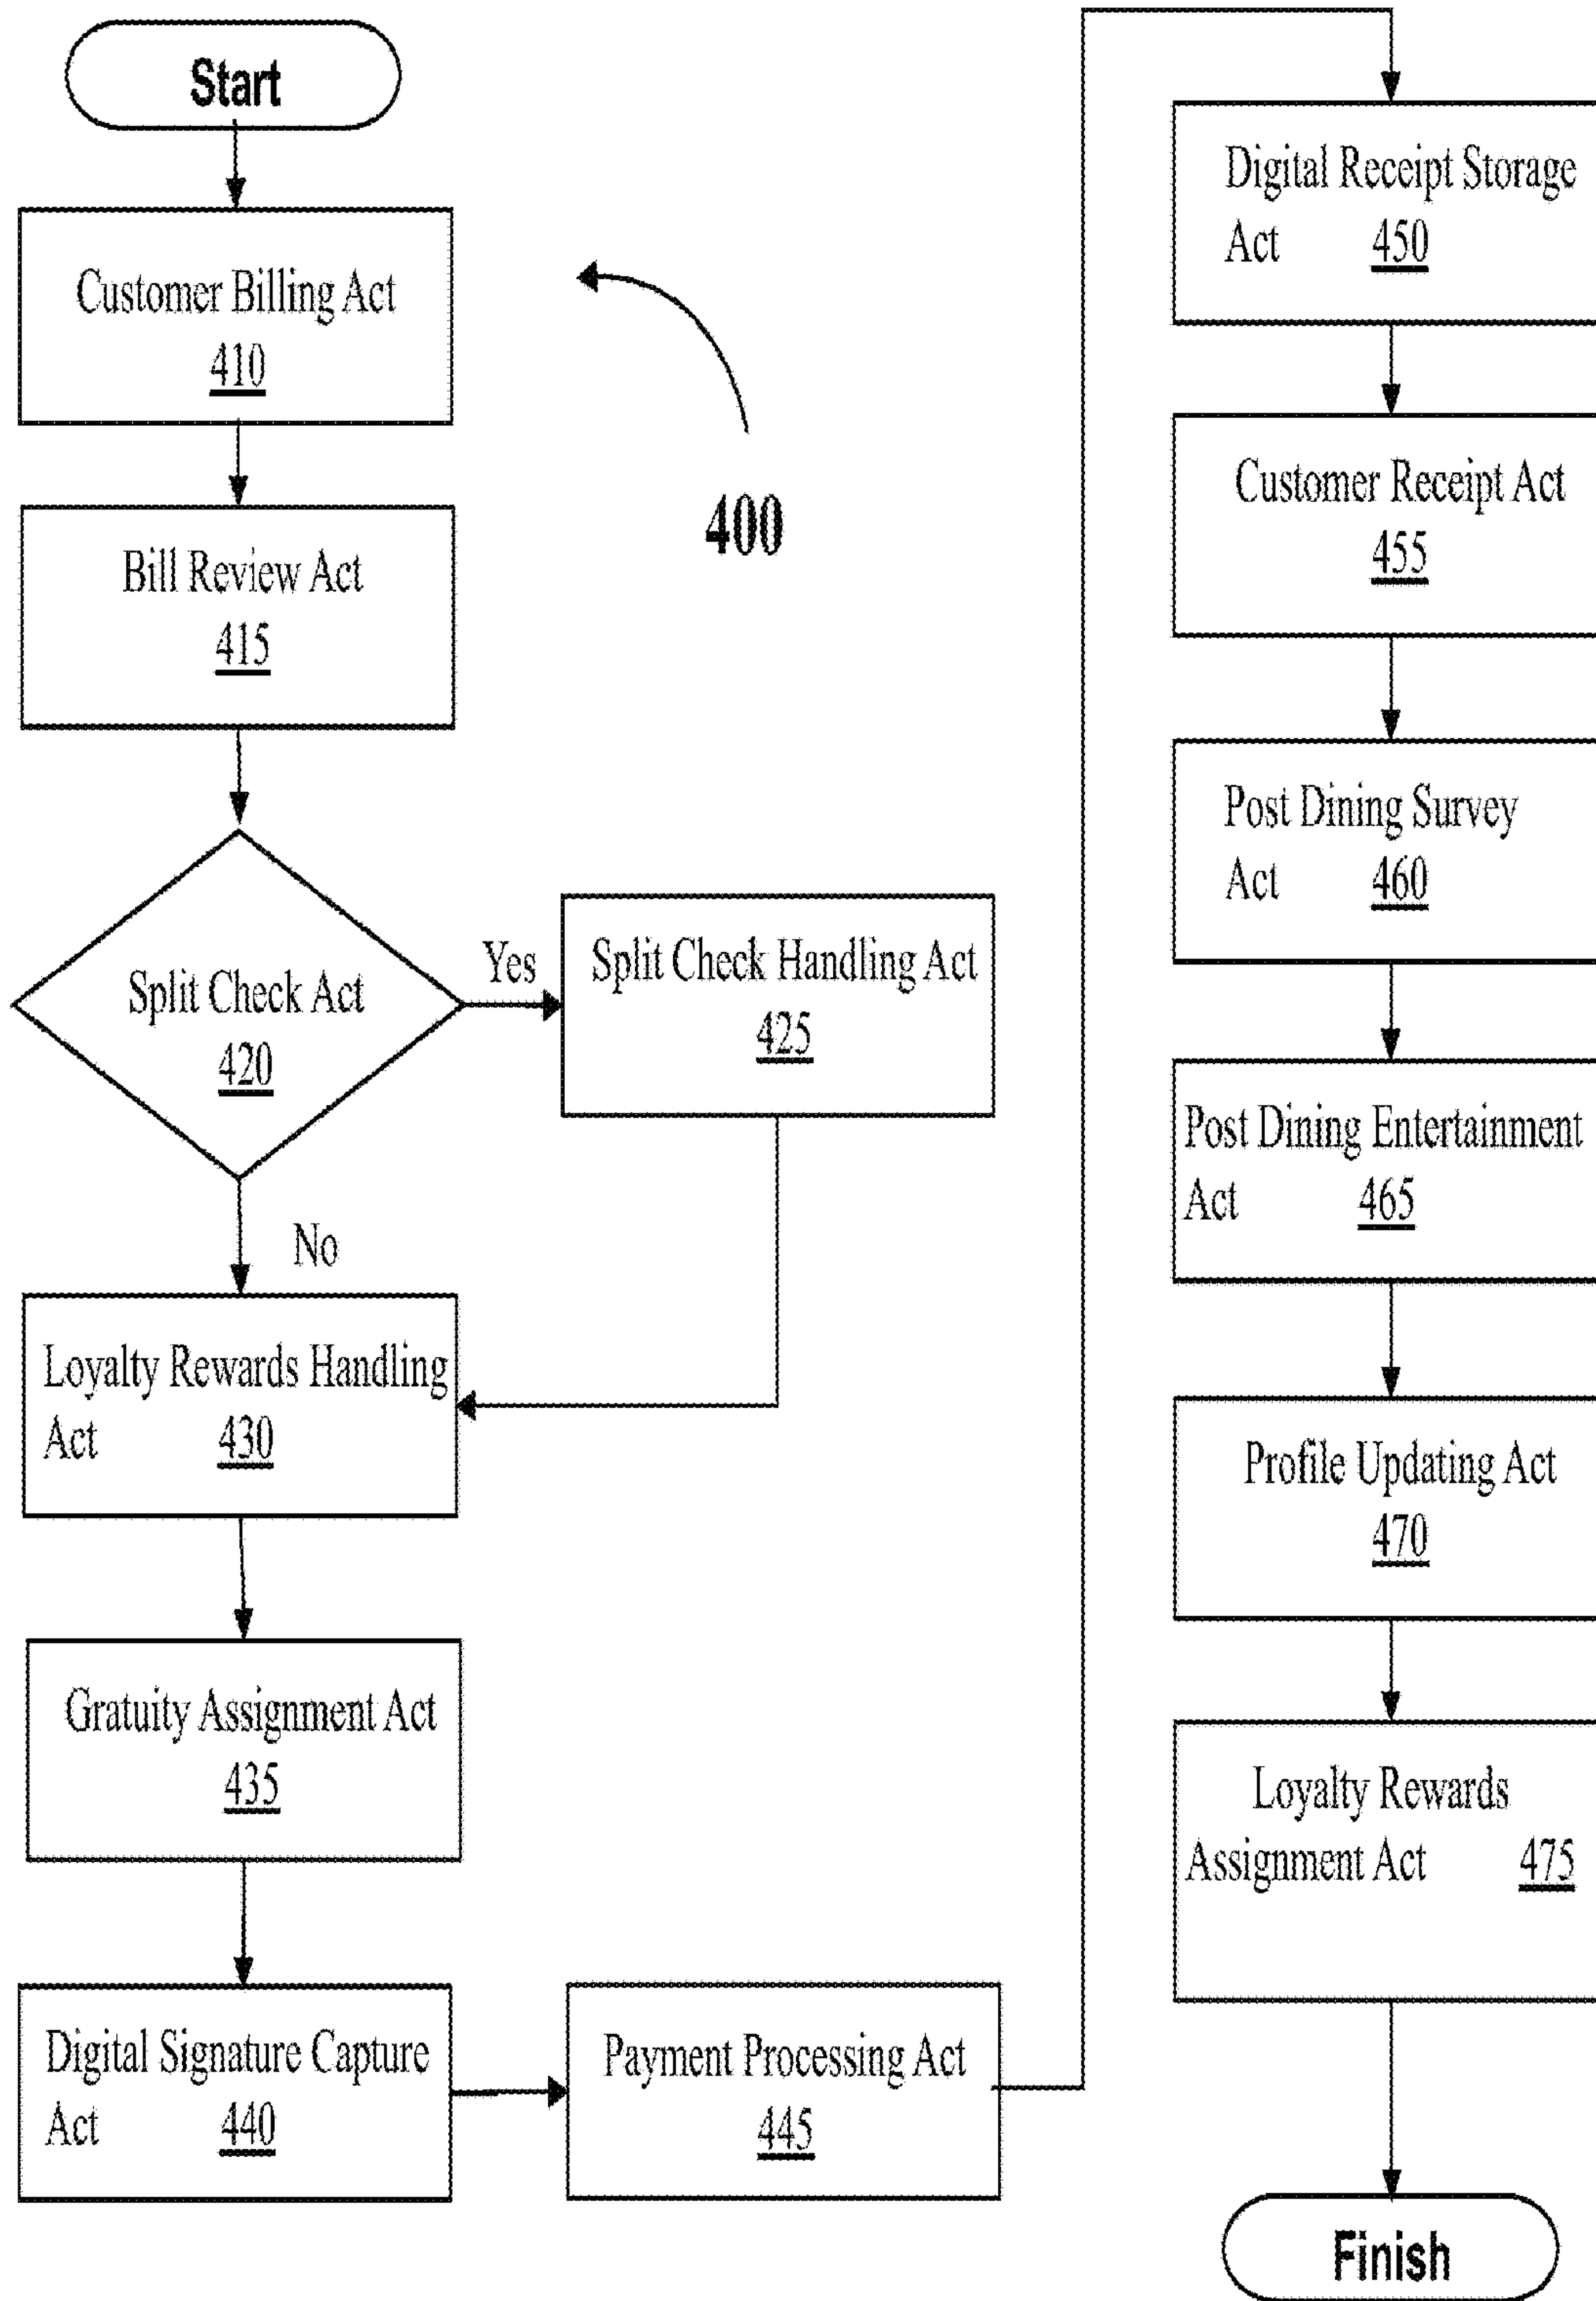 Start
Customer Billing Act
410
400
Bill Review Act
415
Split Check Act
420
Yes
Split Check Handling Act
425
No
Loyalty Rewards Handling
Act 430
Gratuity Assignment Act
435
Digital Signature Capture
Act 440
Payment Processing Act
445
Digital Receipt Storage
Act 450
Customer Receipt Act
455
Post Dining Survey
Act 460
Post Dining Entertainment
Act 465
Profile Updating Act
470
Loyalty Rewards
Assignment Act 475
Finish